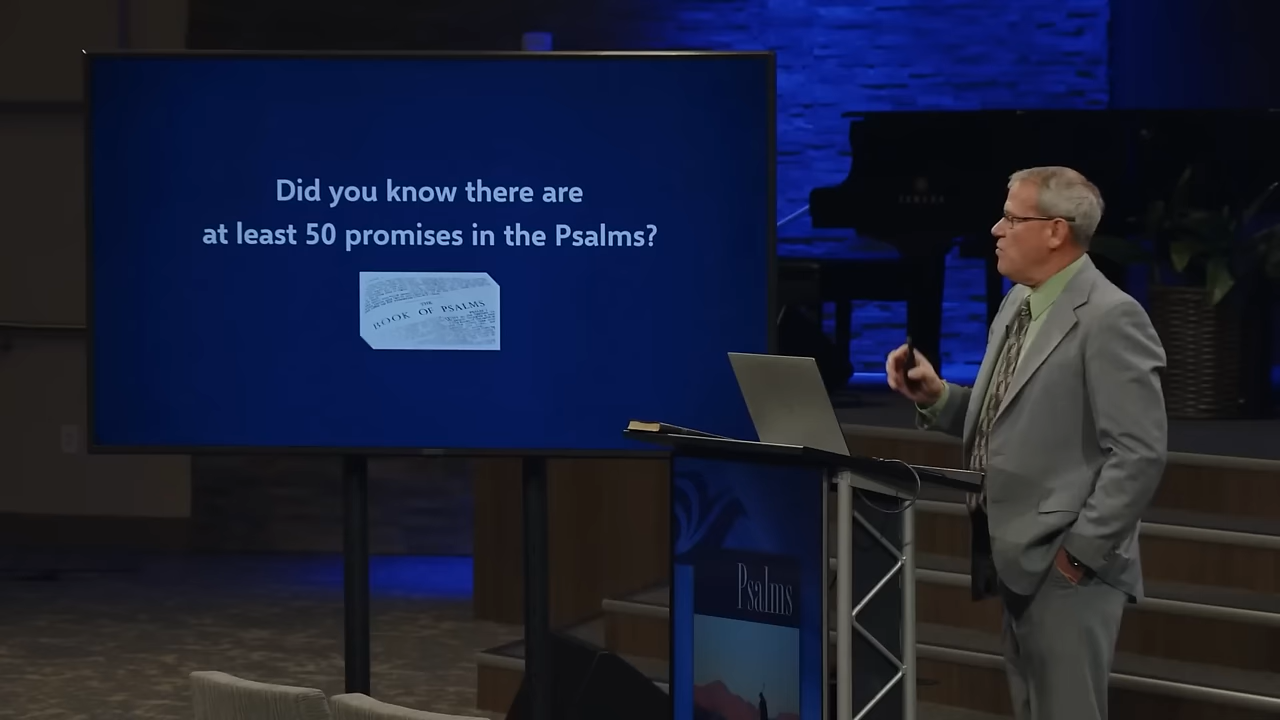 Did you know there are
at least 50 promises in the Psalms?
THE
BOOK OF PSALMS
YAMAHA
Psalms